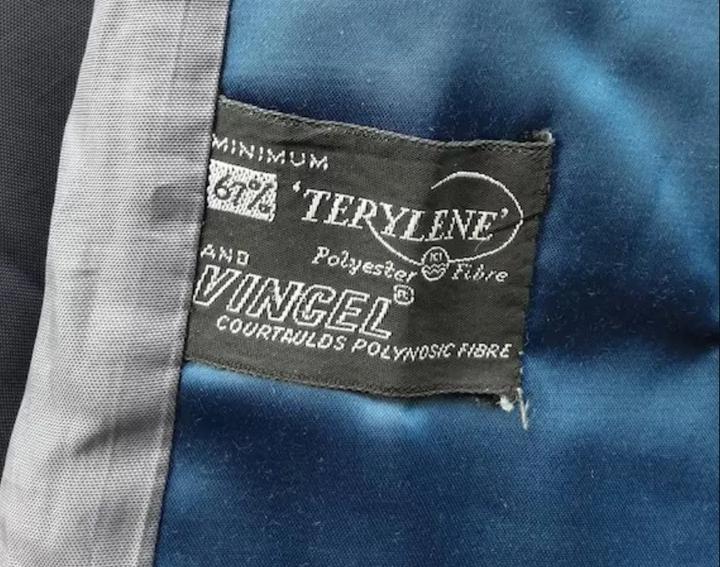 MINIMUM
67% 'TERYLENE'
Polyester Fibre
AND
VINCEL®
COURTAULDS POLYNOSIC FIBRE